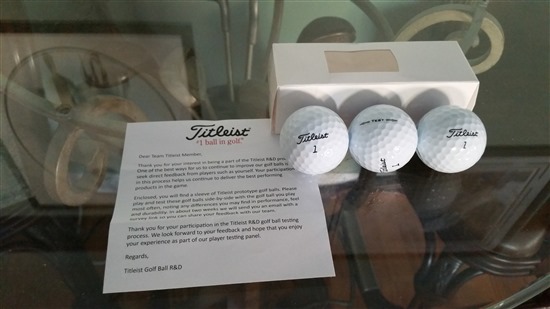 Titleist
"1 ball in golf."
Dear Team Titleist Member,
Thank you for your interest in being a part of the Titleist R&D
One of the best ways for us to continue to improve our golf balls is
seek direct feedback from players such as yourself. Your participation
in this process helps us continue to deliver the best performing
products in the game.
Enclosed, you will find a sleeve of Titleist prototype golf balls. Please
play and test these golf balls side-by-side with the golf ball you play
most often, noting any differences you may find in performance, feel
and durability. In about two weeks we will send you an email with a
survey link so you can share your feedback with our team.
Thank you for your participation in the Titleist R&D golf ball testing
process. We look forward to your feedback and hope that you enjoy
your experience as part of our player testing panel.
Regards,
Titleist Golf Ball R&D
Titleist
1
TEST
Titleist
1